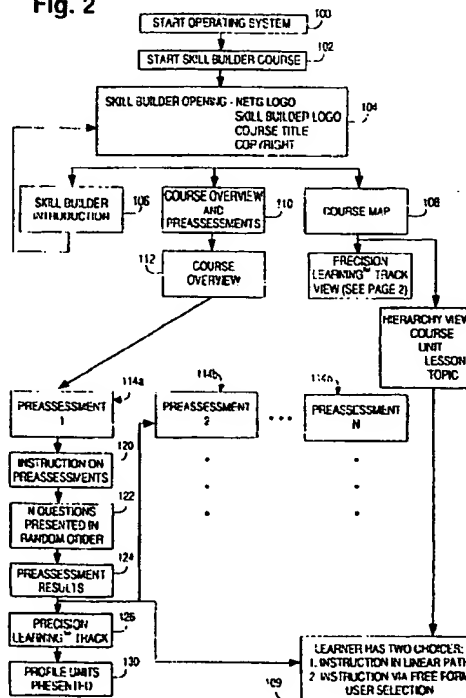 Fig. 2
START OPERATING SYSTEM
100
START SKILL BUILDER COURSE
102
SKILL BUILDER OPENING - NETG LOGO
SKILL BUILDER LOGO
COURSE TITLE
COPYRIGHT
104
SKILL BUILDER
INTRODUCTION
106
COURSE OVERVIEW
AND
PREASSESSMENTS
110
COURSE MAP
108
112
COURSE
OVERVIEW
PRECISION
LEARNING™ TRACK
VIEW (SEE PAGE 2)
HIERARCHY VIEW
COURSE
UNIT
LESSON
TOPIC
PREASSESSMENT
1
114a
114b
PREASSESSMENT
2
...
114n
PREASSESSMENT
N
INSTRUCTION ON
PREASSESSMENTS
120
N QUESTIONS
PRESENTED IN
RANDOM ORDER
122
PREASSESSMENT
RESULTS
124
PRECISION
LEARNING™ TRACK
126
PROFILE UNITS
PRESENTED
130
109
LEARNER HAS TWO CHOICES:
1. INSTRUCTION IN LINEAR PATH
2 INSTRUCTION VIA FREE FORM
USER SELECTION